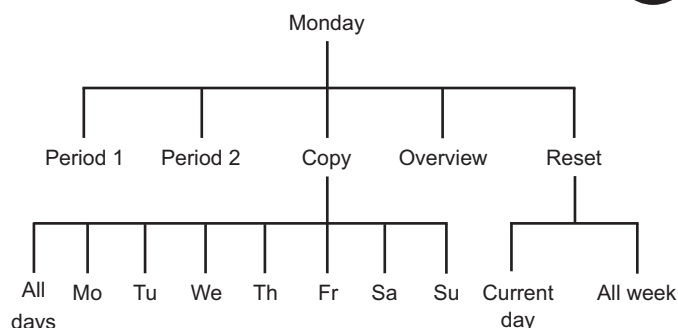 Monday
Period 1 Period 2 Copy Overview Reset
All Mo Tu We Th Fr Sa Su Current All week
days day